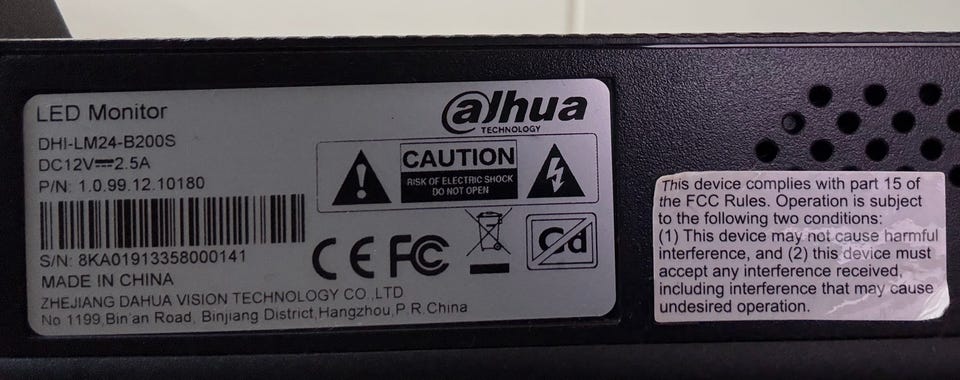 LED Monitor
DHI-LM24-B200S
DC12V⎓2.5A
P/N: 1.0.99.12.10180
S/N: 8KA01913358000141
MADE IN CHINA
ZHEJIANG DAHUA VISION TECHNOLOGY CO.,LTD
No 1199,Bin'an Road, Binjiang District,Hangzhou,P.R.China
alhua
TECHNOLOGY
CAUTION
RISK OF ELECTRIC SHOCK
DO NOT OPEN
CE FC
Cd
This device complies with part 15 of
the FCC Rules. Operation is subject
to the following two conditions:
(1) This device may not cause harmful
interference, and (2) this device must
accept any interference received,
including interference that may cause
undesired operation.